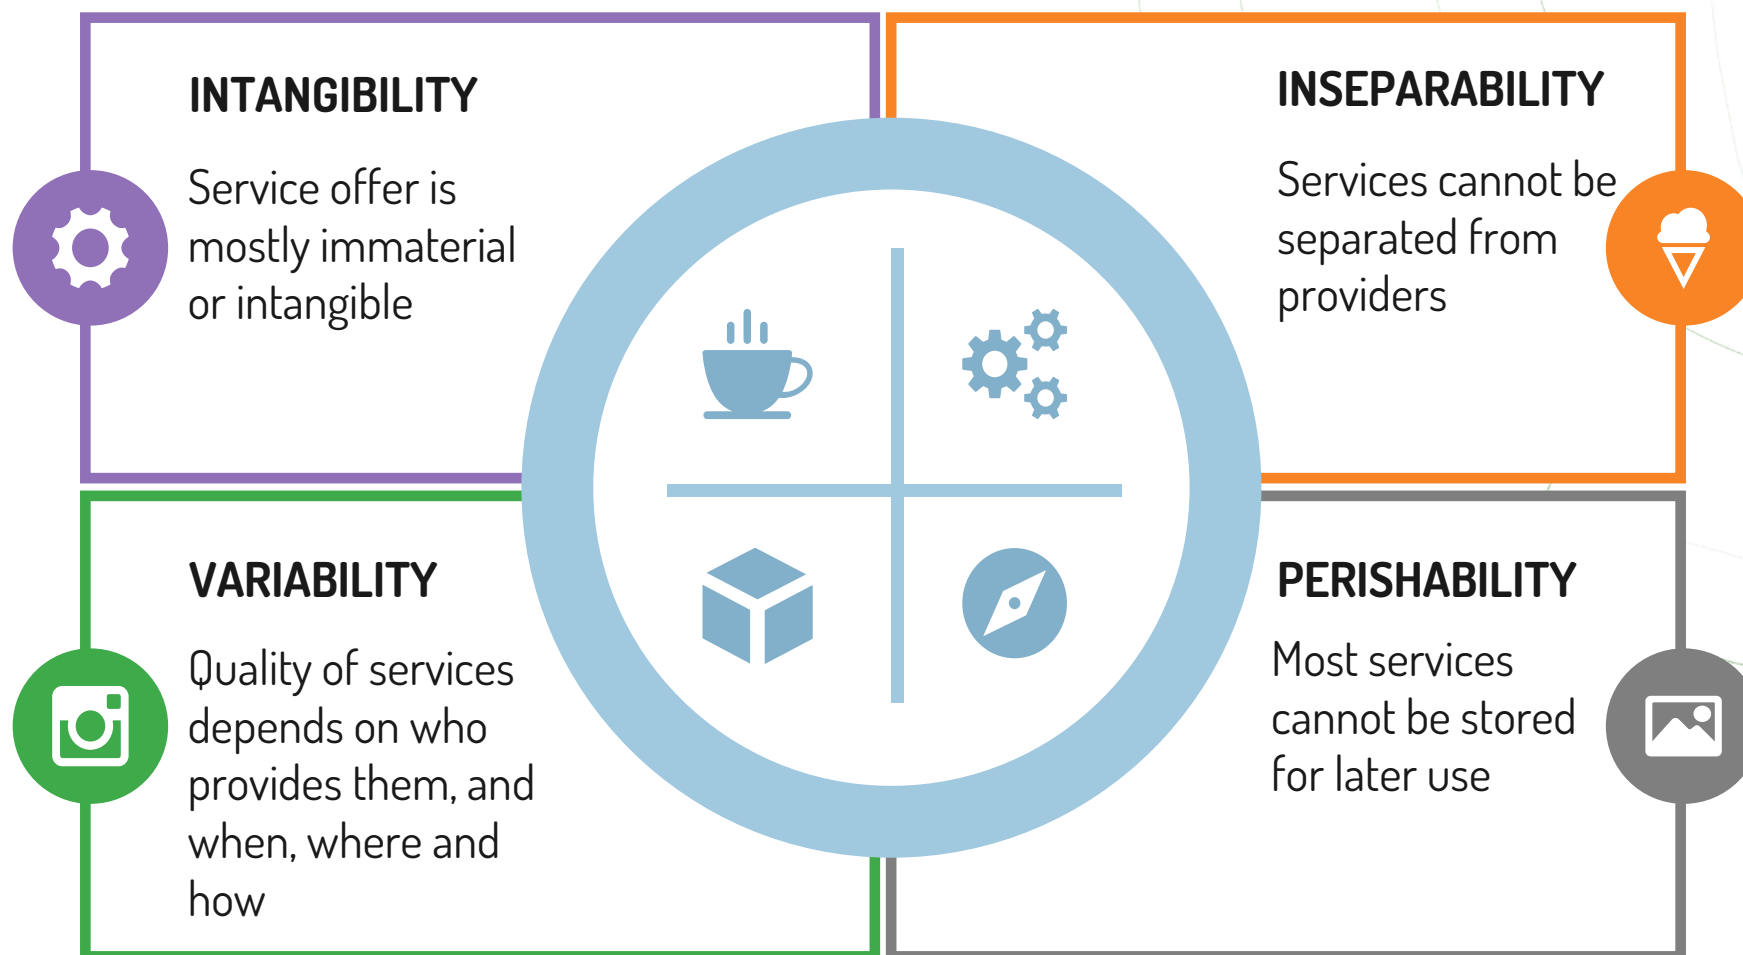 INTANGIBILITY
Service offer is
mostly immaterial
or intangible
INSEPARABILITY
Services cannot be
separated from
providers
VARIABILITY
Quality of services
depends on who
provides them, and
when, where and
how
PERISHABILITY
Most services
cannot be stored
for later use